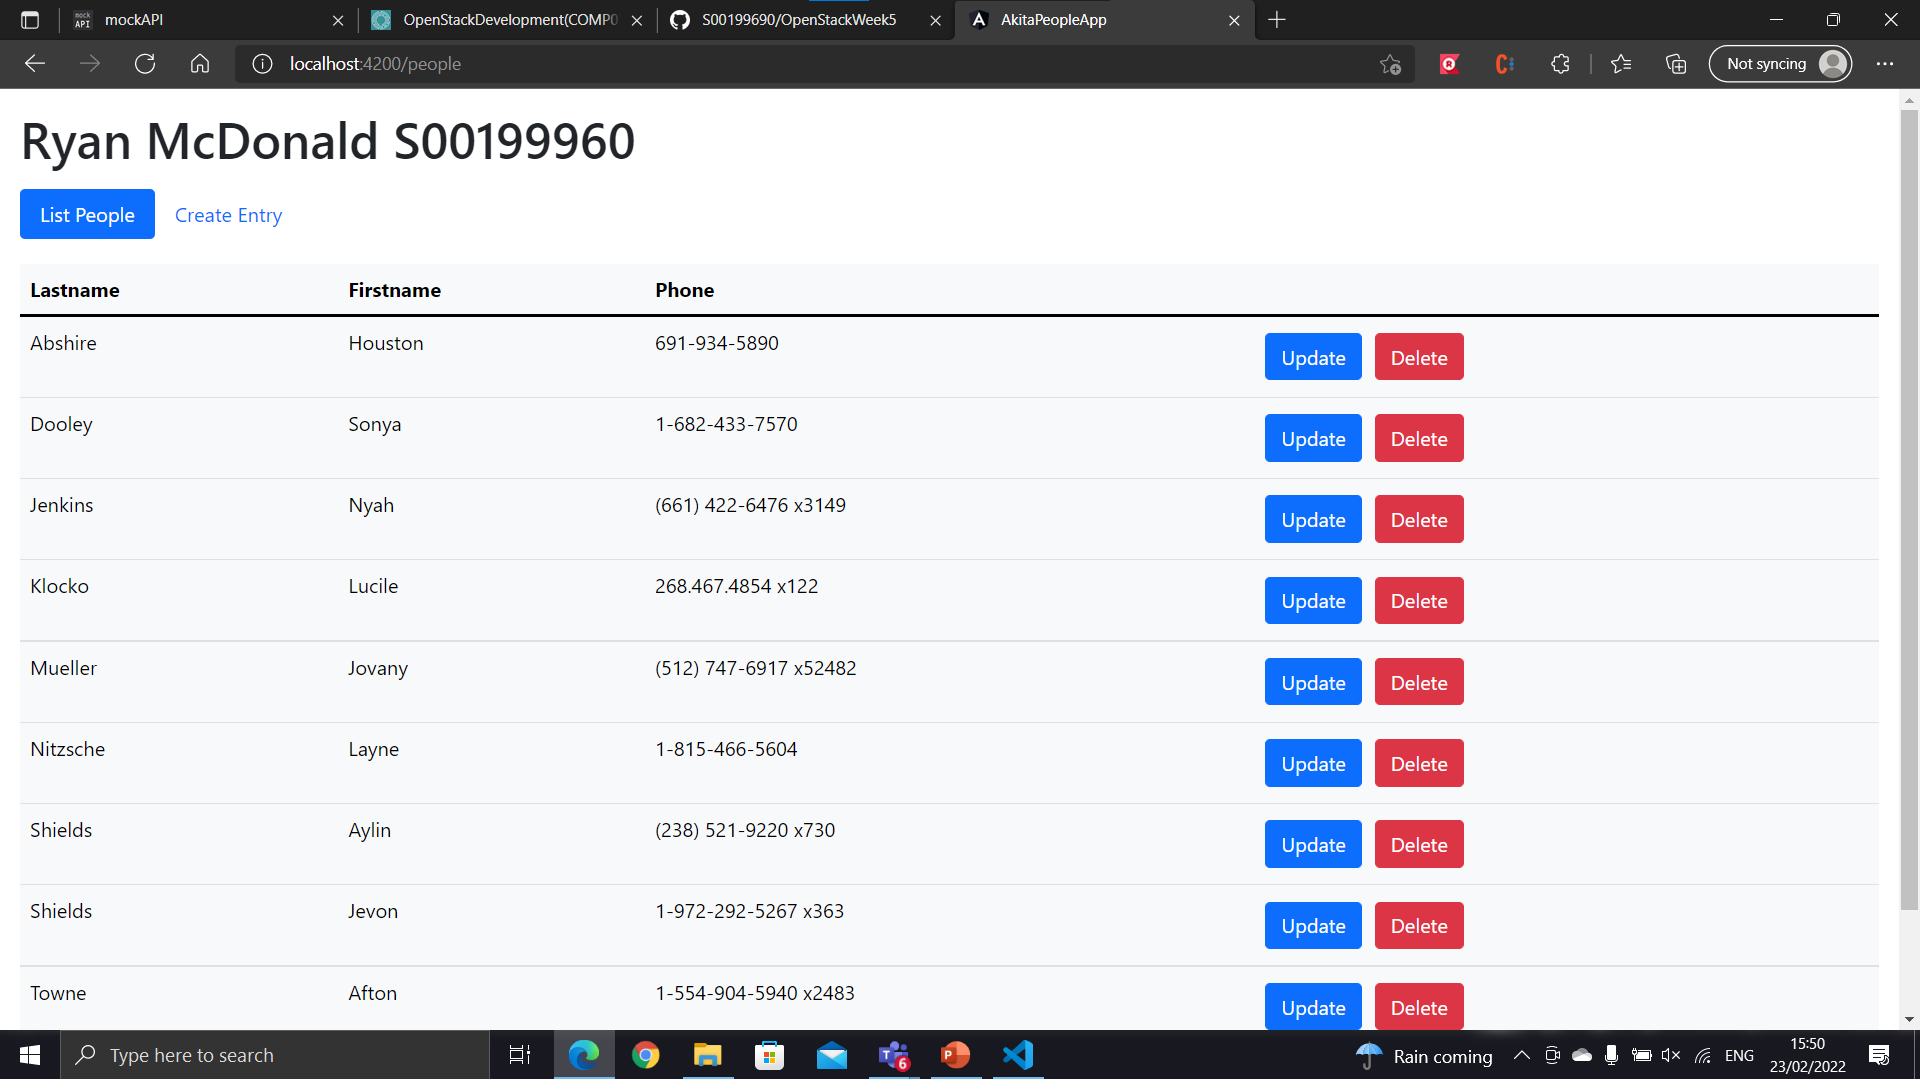 mock API mockAPI
OpenStackDevelopment(COMP0
S00199690/OpenStackWeek5
AkitaPeopleApp
localhost:4200/people
Not syncing
Ryan McDonald S00199960
List People Create Entry
Lastname Firstname Phone
Abshire Houston 691-934-5890 Update Delete
Dooley Sonya 1-682-433-7570 Update Delete
Jenkins Nyah (661) 422-6476 x3149 Update Delete
Klocko Lucile 268.467.4854 x122 Update Delete
Mueller Jovany (512) 747-6917 x52482 Update Delete
Nitzsche Layne 1-815-466-5604 Update Delete
Shields Aylin (238) 521-9220 x730 Update Delete
Shields Jevon 1-972-292-5267 x363 Update Delete
Towne Afton 1-554-904-5940 x2483 Update Delete
Type here to search
6
Rain coming
ENG
15:50
23/02/2022